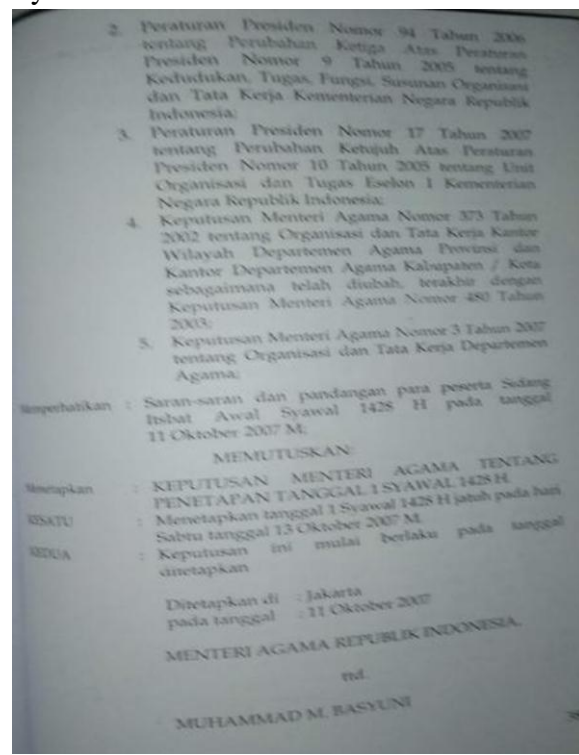 2. Peraturan Presiden Nomor 94 Tahun 2006
tentang Perubahan Ketiga Atas Peraturan
Presiden Nomor 9 Tahun 2005 tentang
Kedudukan, Tugas, Fungsi, Susunan Organisasi
dan Tata Kerja Kementerian Negara Republik
Indonesia;
3. Peraturan Presiden Nomor 17 Tahun 2007
tentang Perubahan Ketujuh Atas Peraturan
Presiden Nomor 10 Tahun 2005 tentang Unit
Organisasi dan Tugas Eselon I Kementerian
Negara Republik Indonesia;
4. Keputusan Menteri Agama Nomor 373 Tahun
2002 tentang Organisasi dan Tata Kerja Kantor
Wilayah Departemen Agama Provinsi dan
Kantor Departemen Agama Kabupaten / Kota
sebagaimana telah diubah, terakhir dengan
Keputusan Menteri Agama Nomor 480 Tahun
2003;
5. Keputusan Menteri Agama Nomor 3 Tahun 2007
tentang Organisasi dan Tata Kerja Departemen
Agama;
Memperhatikan : Saran-saran dan pandangan para peserta Sidang
Itsbat Awal Syawal 1428 H pada tanggal
11 Oktober 2007 M;
MEMUTUSKAN:
Menetapkan : KEPUTUSAN MENTERI AGAMA TENTANG
PENETAPAN TANGGAL 1 SYAWAL 1428 H.
KESATU : Menetapkan tanggal 1 Syawal 1428 H jatuh pada hari
Sabtu tanggal 13 Oktober 2007 M.
KEDUA : Keputusan ini mulai berlaku pada tanggal
ditetapkan
Ditetapkan di : Jakarta
pada tanggal : 11 Oktober 2007
MENTERI AGAMA REPUBLIK INDONESIA,
ttd.
MUHAMMAD M. BASYUNI